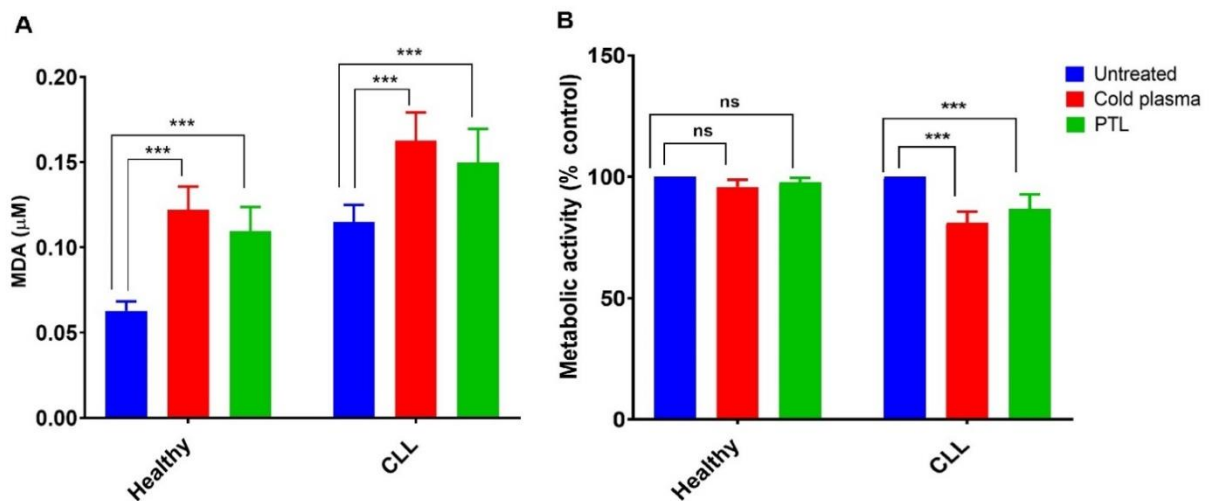 A
MDA (μM)
0.20
0.15
0.10
0.05
0.00
***
***
***
***
Healthy
CLL
B
Metabolic activity (% control)
150
100
50
0
ns
ns
***
***
Healthy
CLL
Untreated
Cold plasma
PTL